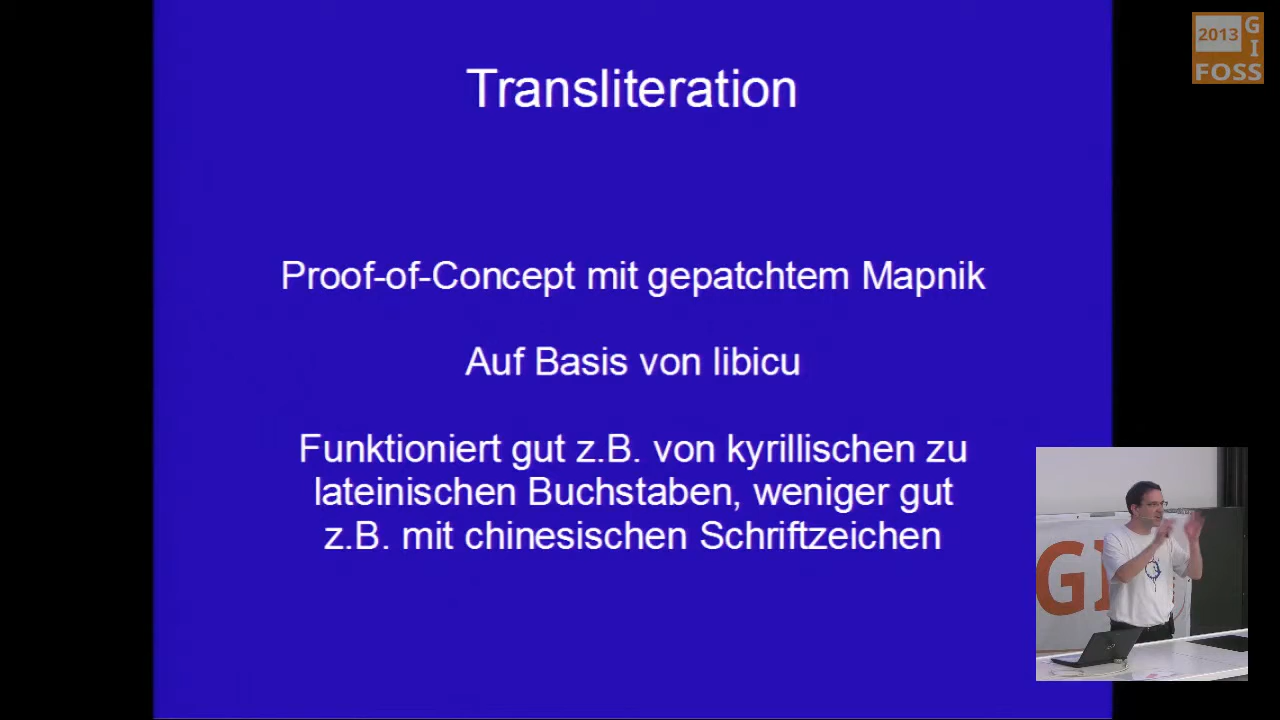 Transliteration
Proof-of-Concept mit gepatchtem Mapnik
Auf Basis von libicu
Funktioniert gut z.B. von kyrillischen zu
lateinischen Buchstaben, weniger gut
z.B. mit chinesischen Schriftzeichen
2013 G
I
FOSS
GI